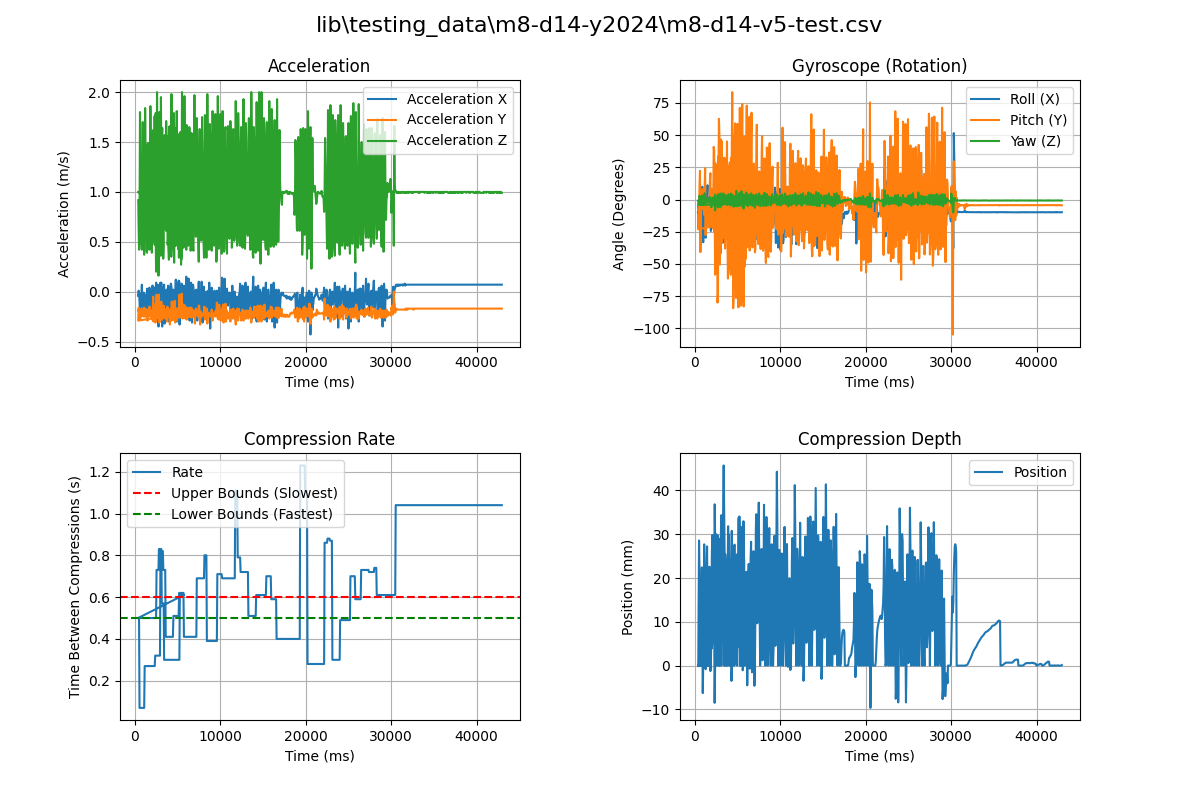 lib\testing_data\m8-d14-y2024\m8-d14-v5-test.csv
Acceleration
Acceleration (m/s)
2.0
1.5
1.0
0.5
0.0
−0.5
Acceleration X
Acceleration Y
Acceleration Z
0 10000 20000 30000 40000
Time (ms)
Gyroscope (Rotation)
Angle (Degrees)
75
50
25
0
−25
−50
−75
−100
Roll (X)
Pitch (Y)
Yaw (Z)
0 10000 20000 30000 40000
Time (ms)
Compression Rate
Time Between Compressions (s)
1.2
1.0
0.8
0.6
0.4
0.2
Rate
Upper Bounds (Slowest)
Lower Bounds (Fastest)
0 10000 20000 30000 40000
Time (ms)
Compression Depth
Position (mm)
40
30
20
10
0
−10
Position
0 10000 20000 30000 40000
Time (ms)